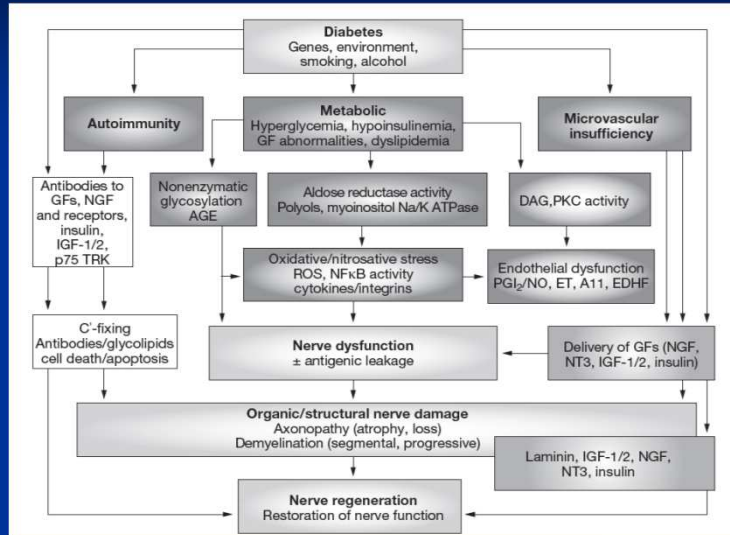 Diabetes
Genes, environment,
smoking, alcohol
Autoimmunity
Metabolic
Hyperglycemia, hypoinsulinemia,
GF abnormalities, dyslipidemia
Microvascular
insufficiency
Antibodies to
GFs, NGF
and receptors,
insulin,
IGF-1/2,
p75 TRK
Nonenzymatic
glycosylation
AGE
Aldose reductase activity
Polyols, myoinositol Na/K ATPase
DAG,PKC activity
Oxidative/nitrosative stress
ROS, NFκB activity
cytokines/integrins
Endothelial dysfunction
PGI₂/NO, ET, A11, EDHF
C'-fixing
Antibodies/glycolipids
cell death/apoptosis
Nerve dysfunction
± antigenic leakage
Delivery of GFs (NGF,
NT3, IGF-1/2, insulin)
Organic/structural nerve damage
Axonopathy (atrophy, loss)
Demyelination (segmental, progressive)
Laminin, IGF-1/2, NGF,
NT3, insulin
Nerve regeneration
Restoration of nerve function